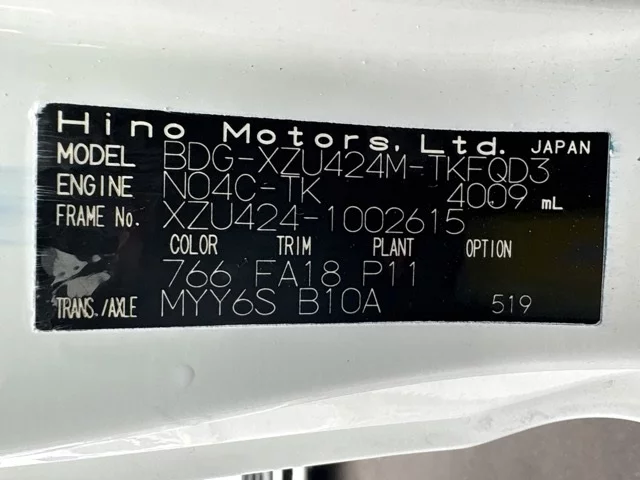 Hino Motors, Ltd. JAPAN
MODEL BDG-XZU424M-TKFQD3
ENGINE N04C-TK 4009 mL
FRAME No. XZU424-1002615
COLOR TRIM PLANT OPTION
766 FA18 P11
TRANS./AXLE MYY6S B10A 519